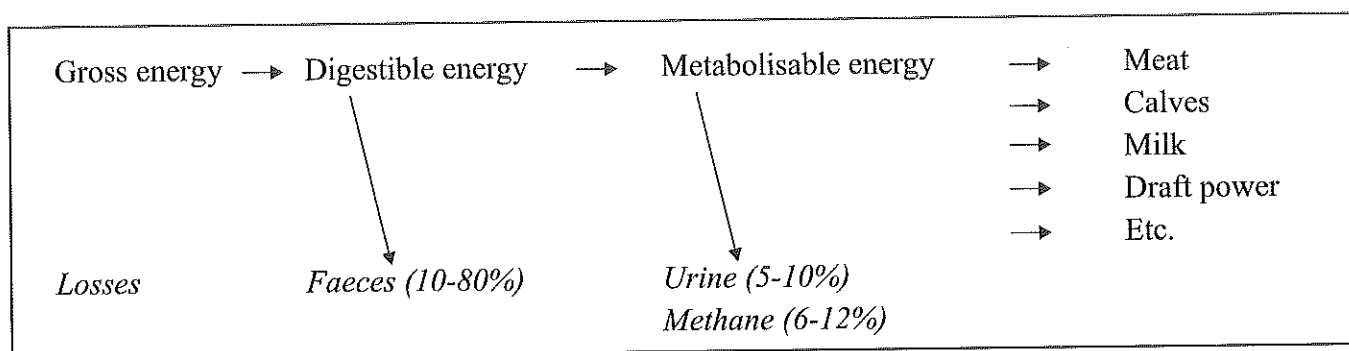 Gross energy → Digestible energy → Metabolisable energy → Meat
→ Calves
→ Milk
→ Draft power
→ Etc.
Losses Faeces (10-80%) Urine (5-10%)
Methane (6-12%)